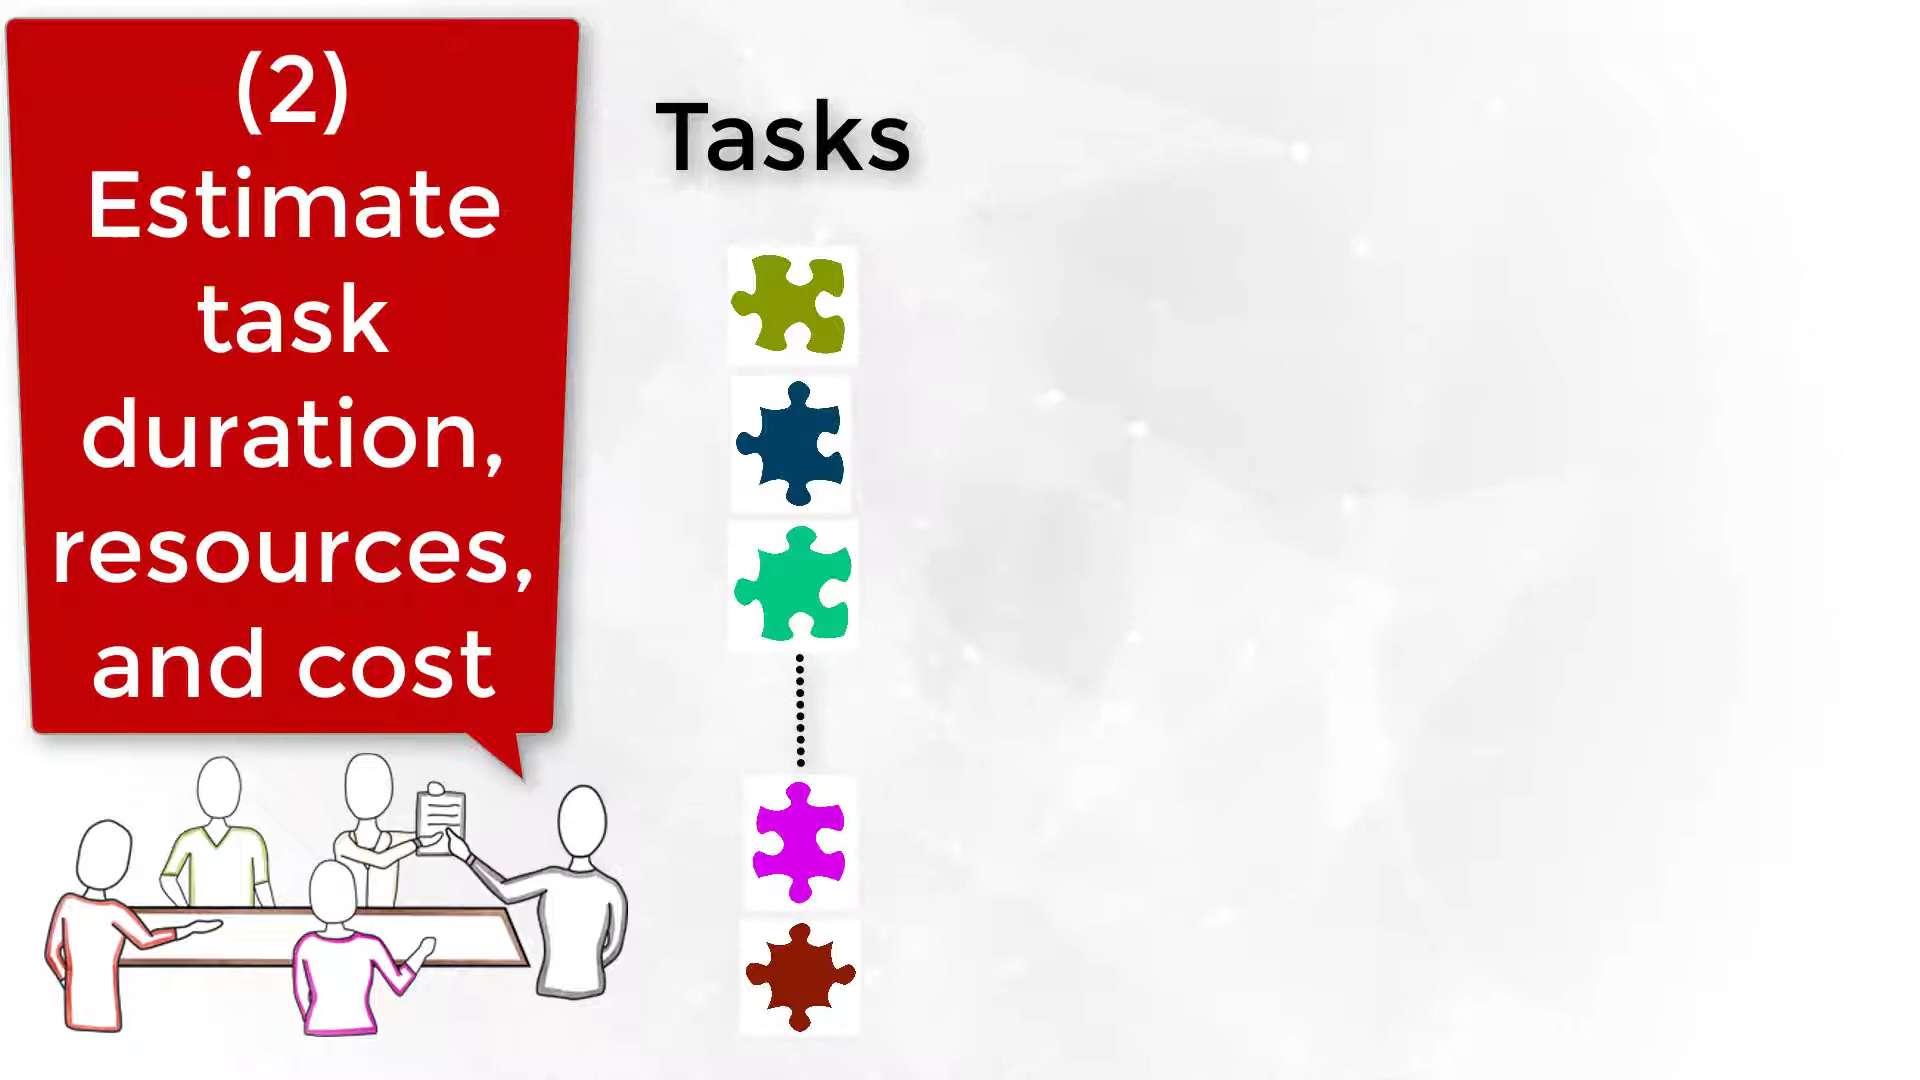 (2)
Estimate
task
duration,
resources,
and cost
Tasks